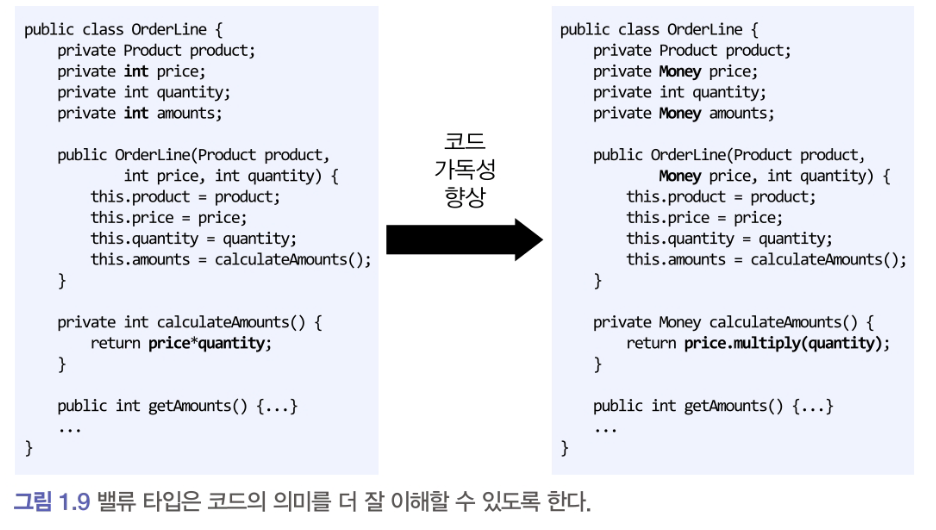 public class OrderLine {
    private Product product;
    private int price;
    private int quantity;
    private int amounts;

    public OrderLine(Product product,
            int price, int quantity) {
        this.product = product;
        this.price = price;
        this.quantity = quantity;
        this.amounts = calculateAmounts();
    }

    private int calculateAmounts() {
        return price*quantity;
    }

    public int getAmounts() {...}
    ...
}
코드
가독성
향상
public class OrderLine {
    private Product product;
    private Money price;
    private int quantity;
    private Money amounts;

    public OrderLine(Product product,
            Money price, int quantity) {
        this.product = product;
        this.price = price;
        this.quantity = quantity;
        this.amounts = calculateAmounts();
    }

    private Money calculateAmounts() {
        return price.multiply(quantity);
    }

    public int getAmounts() {...}
    ...
}
그림 1.9 밸류 타입은 코드의 의미를 더 잘 이해할 수 있도록 한다.